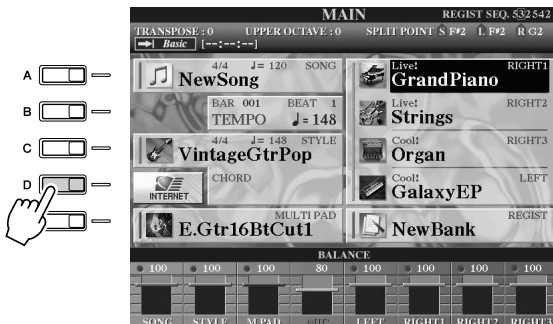 MAIN
REGIST SEQ. 532542
TRANSPOSE : 0 UPPER OCTAVE : 0 SPLIT POINT S F#2 L F#2 R G2
Basic [--:--:--]
4/4 ♩= 120 SONG
NewSong
BAR 001 BEAT 1
TEMPO ♩= 148
4/4 ♩= 148 STYLE
VintageGtrPop
INTERNET
CHORD
MULTI PAD
E.Gtr16BtCut1
Live! RIGHT1
GrandPiano
Live! RIGHT2
Strings
Cool! RIGHT3
Organ
Cool! LEFT
GalaxyEP
REGIST
NewBank
A
B
C
D
BALANCE
100 100 100 80 100 100 100 100
SONG STYLE M.PAD MIC LEFT RIGHT1 RIGHT2 RIGHT3